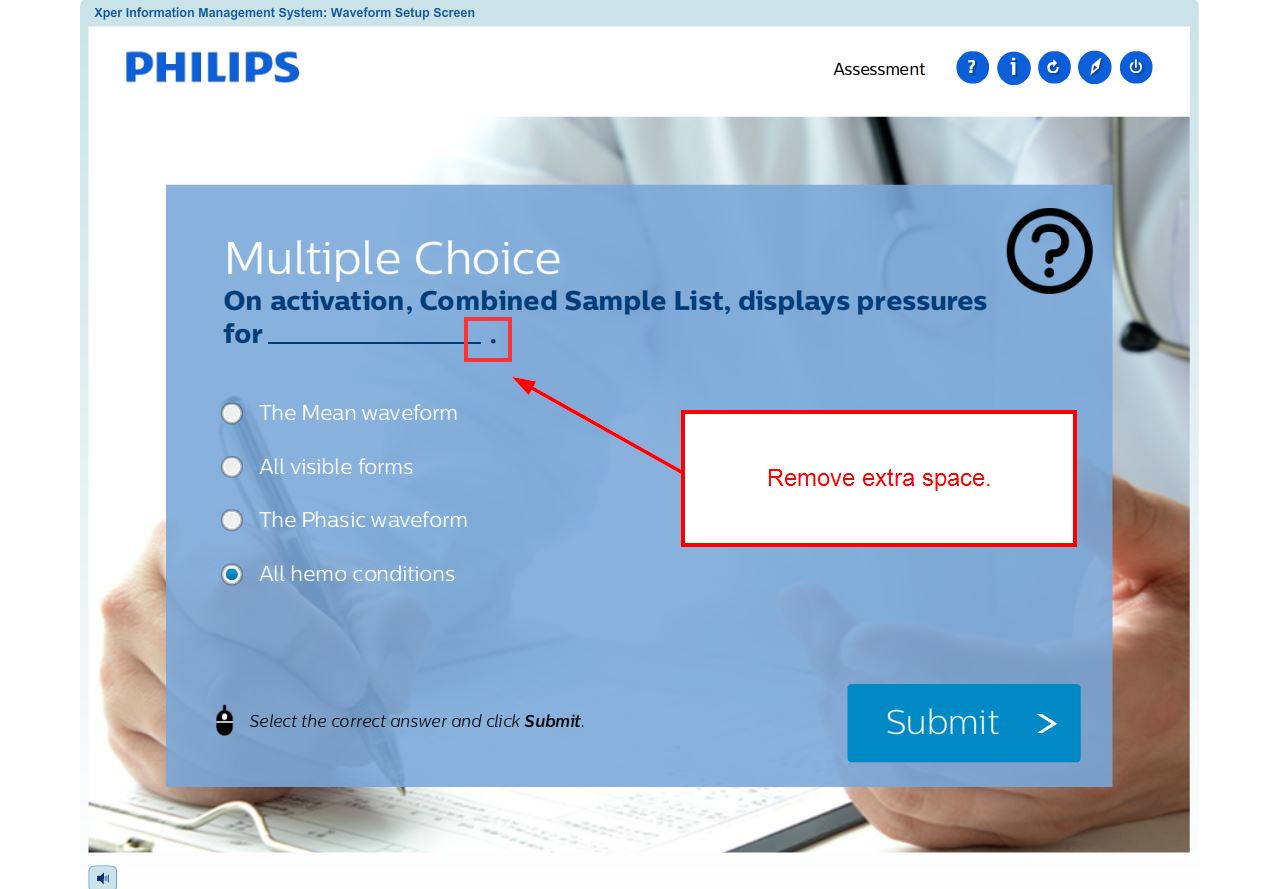 Xper Information Management System: Waveform Setup Screen
PHILIPS
Assessment
Multiple Choice
On activation, Combined Sample List, displays pressures
for _______________ .
The Mean waveform
All visible forms
The Phasic waveform
All hemo conditions
Remove extra space.
Select the correct answer and click Submit.
Submit >